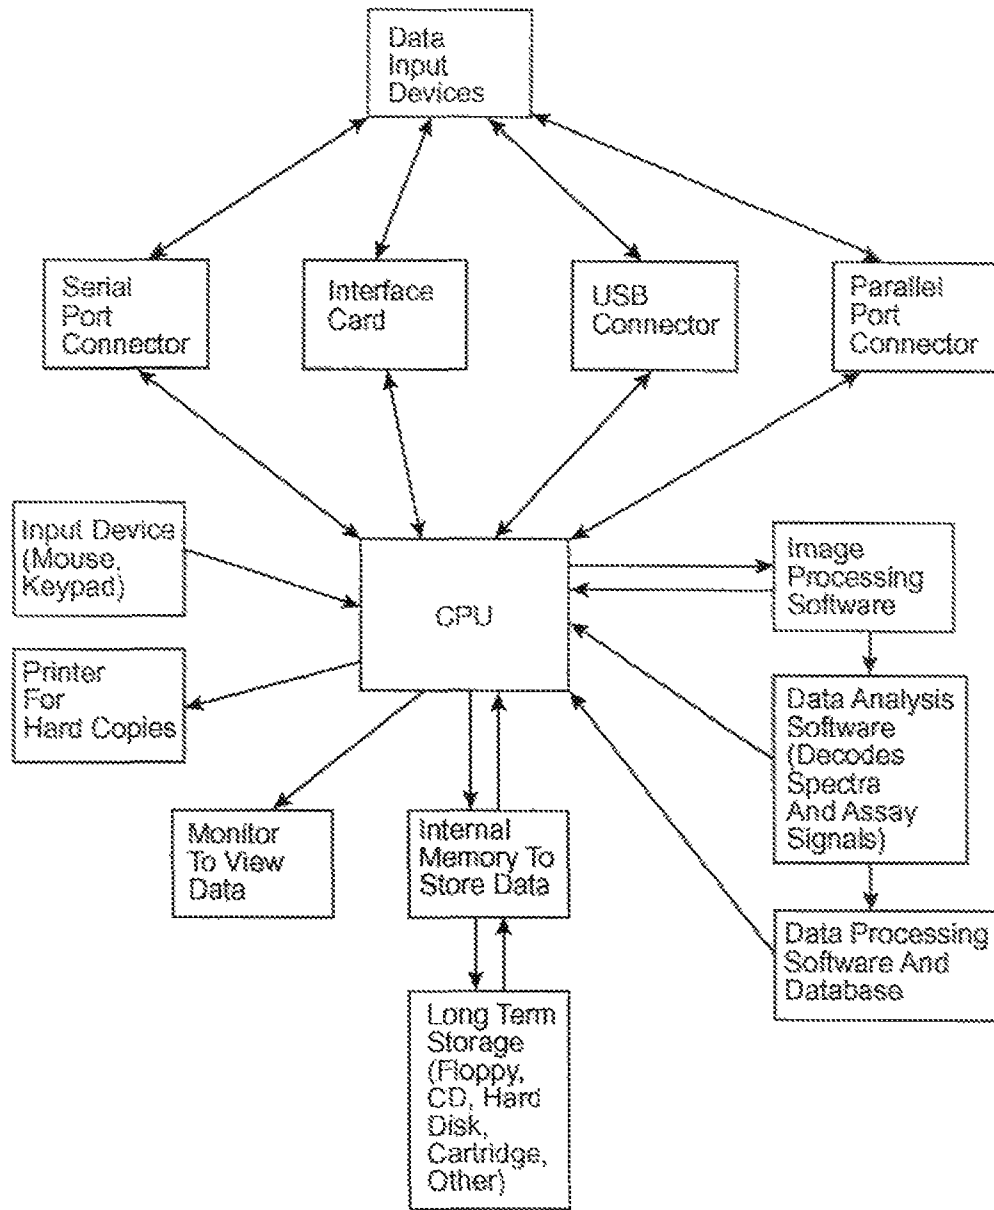 Data
Input
Devices
Serial
Port
Connector
Interface
Card
USB
Connector
Parallel
Port
Connector
Input Device
(Mouse,
Keypad)
CPU
Image
Processing
Software
Printer
For
Hard Copies
Data Analysis
Software
(Decodes
Spectra
And Assay
Signals)
Monitor
To View
Data
Internal
Memory To
Store Data
Data Processing
Software And
Database
Long Term
Storage
(Floppy,
CD, Hard
Disk,
Cartridge,
Other)